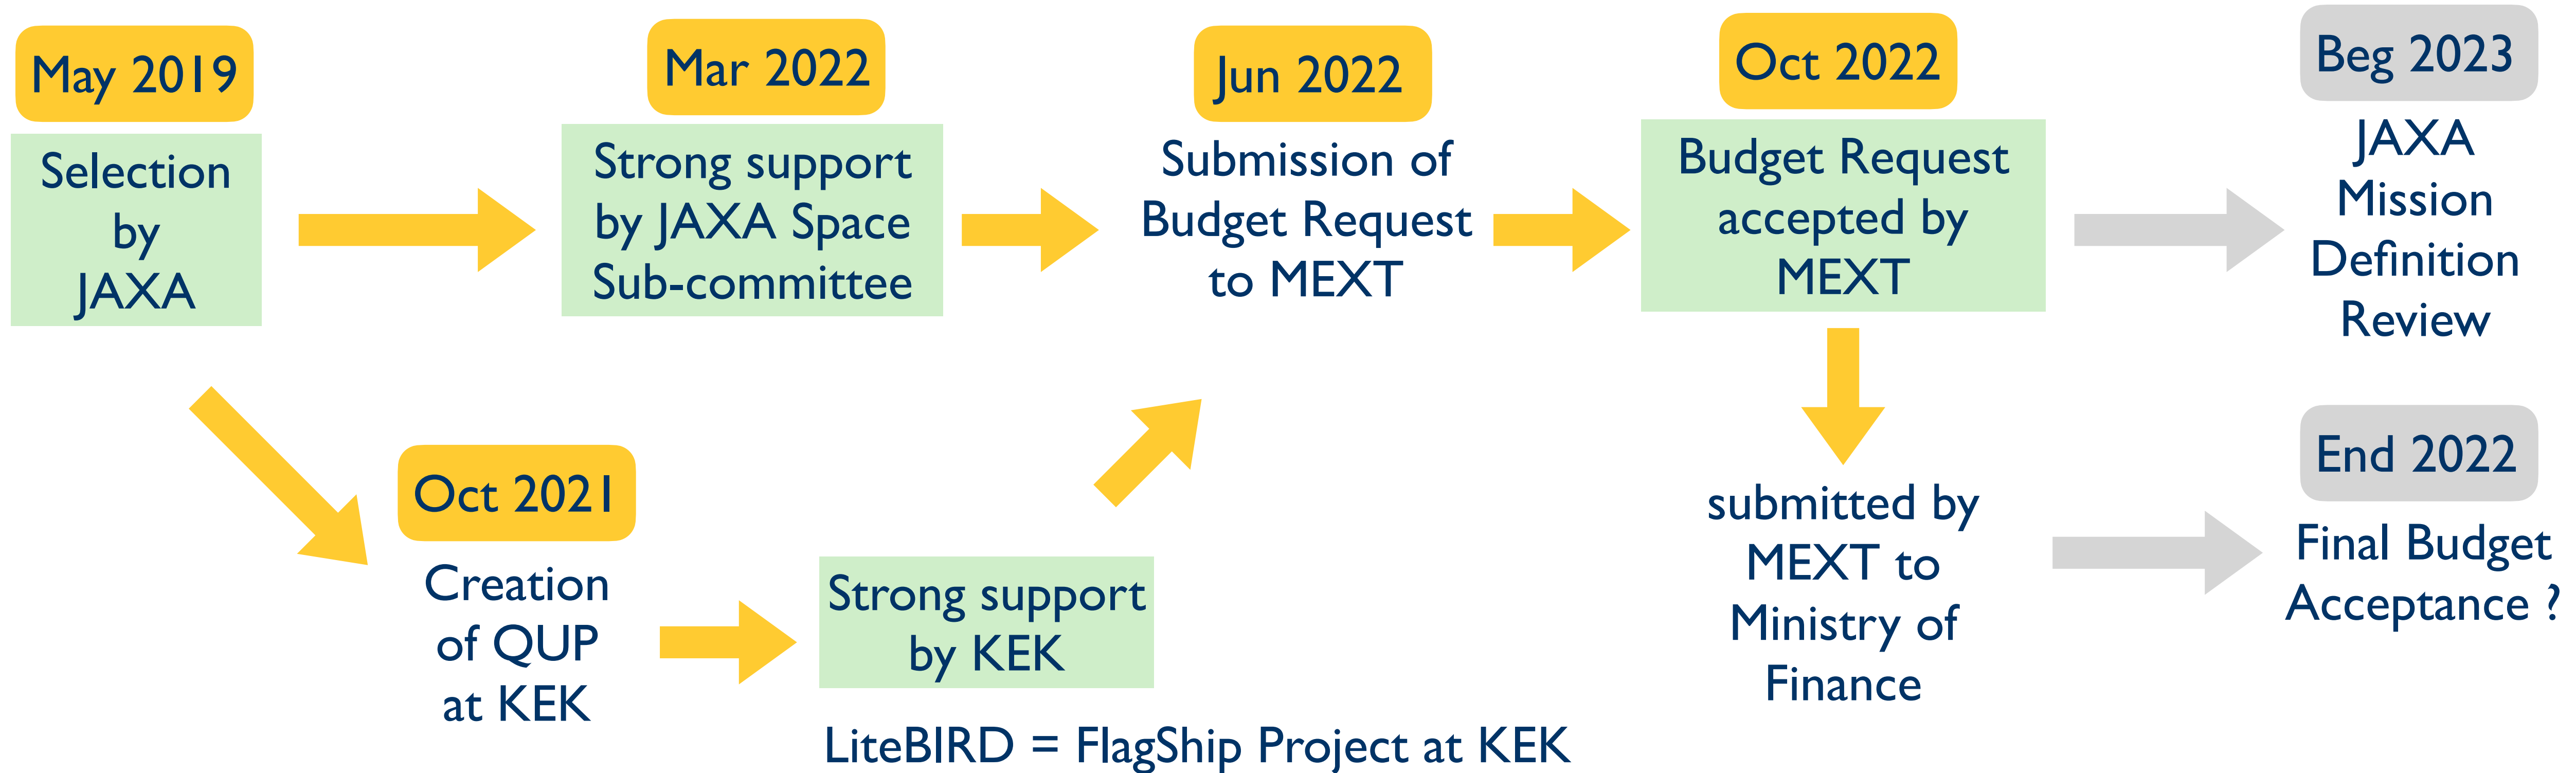 May 2019
Selection
by
JAXA
Mar 2022
Strong support
by JAXA Space
Sub-committee
Jun 2022
Submission of
Budget Request
to MEXT
Oct 2022
Budget Request
accepted by
MEXT
Beg 2023
JAXA
Mission
Definition
Review
Oct 2021
Creation
of QUP
at KEK
Strong support
by KEK
LiteBIRD = FlagShip Project at KEK
submitted by
MEXT to
Ministry of
Finance
End 2022
Final Budget
Acceptance ?